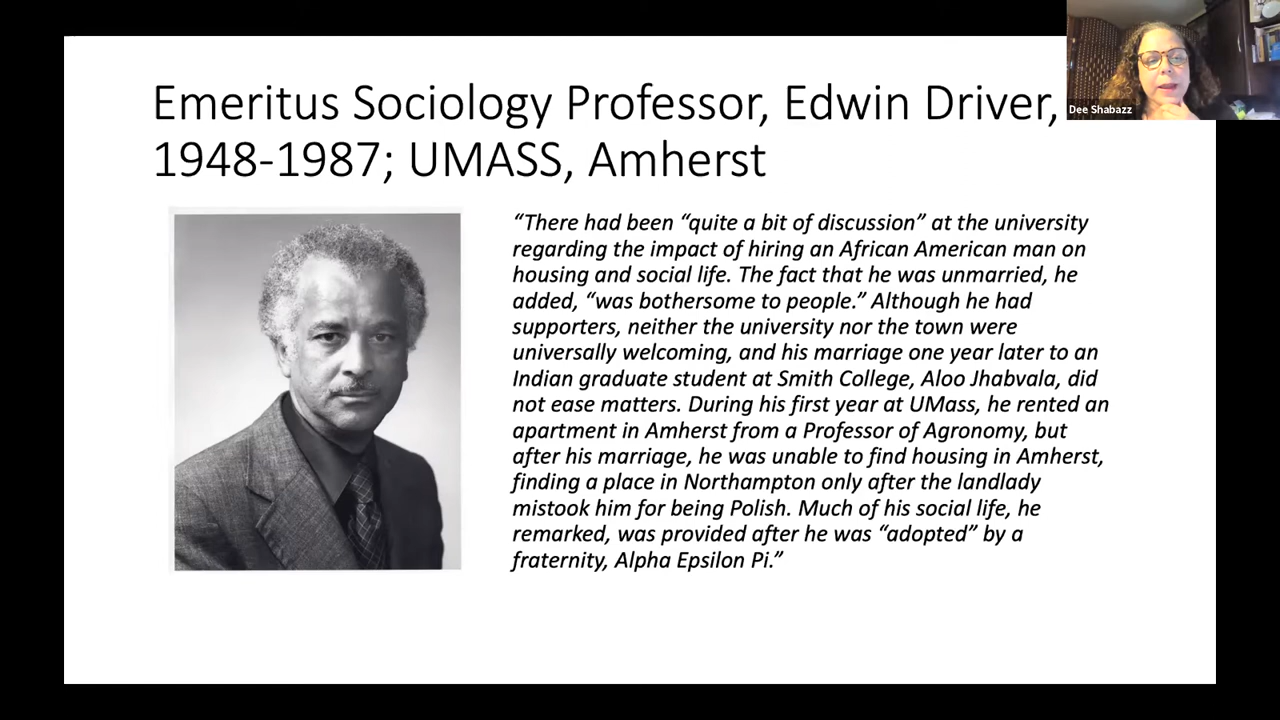 Emeritus Sociology Professor, Edwin Driver,
1948-1987; UMASS, Amherst
Dee Shabazz
“There had been “quite a bit of discussion” at the university
regarding the impact of hiring an African American man on
housing and social life. The fact that he was unmarried, he
added, “was bothersome to people.” Although he had
supporters, neither the university nor the town were
universally welcoming, and his marriage one year later to an
Indian graduate student at Smith College, Aloo Jhabvala, did
not ease matters. During his first year at UMass, he rented an
apartment in Amherst from a Professor of Agronomy, but
after his marriage, he was unable to find housing in Amherst,
finding a place in Northampton only after the landlady
mistook him for being Polish. Much of his social life, he
remarked, was provided after he was “adopted” by a
fraternity, Alpha Epsilon Pi.”